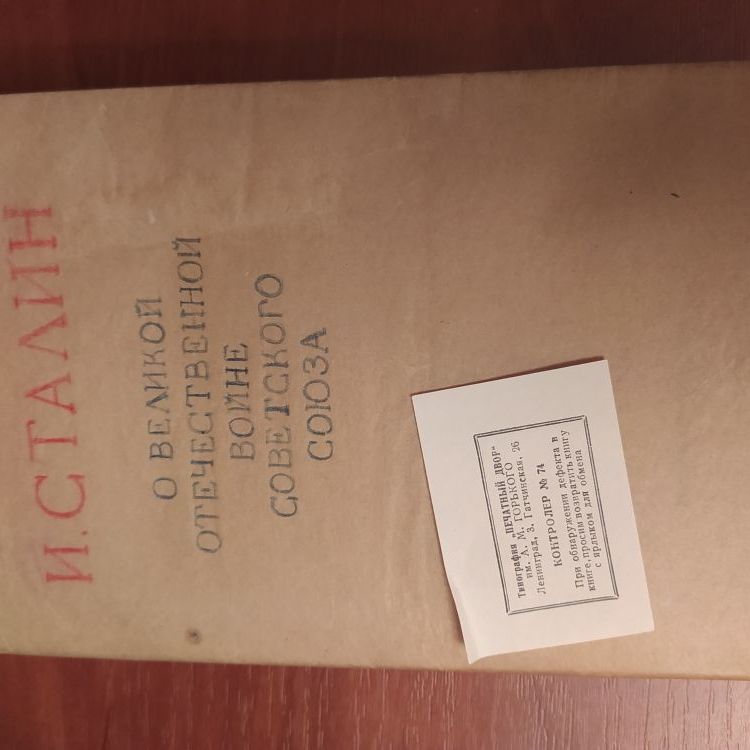 И. СТАЛИН
О ВЕЛИКОЙ
ОТЕЧЕСТВЕННОЙ
ВОЙНЕ
СОВЕТСКОГО
СОЮЗА
Типография „ПЕЧАТНЫЙ ДВОР“
им. А. М. ГОРЬКОГО
Ленинград, 3. Гатчинская, 26
КОНТРОЛЕР № 74
При обнаружении дефекта в
книге, просим возвратить книгу
с ярлыком для обмена